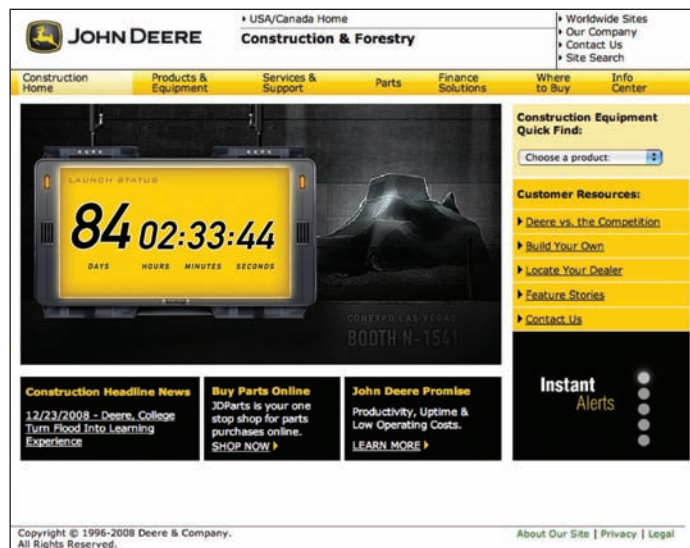 JOHN DEERE
USA/Canada Home
Construction & Forestry
Worldwide Sites
Our Company
Contact Us
Site Search
Construction
Home
Products &
Equipment
Services &
Support
Parts
Finance
Solutions
Where
to Buy
Info
Center
LAUNCH STATUS
84 02:33:44
DAYS HOURS MINUTES SECONDS
CONEXPO LAS VEGAS
BOOTH N-1541
Construction Equipment
Quick Find:
Choose a product:
Customer Resources:
Deere vs. the Competition
Build Your Own
Locate Your Dealer
Feature Stories
Contact Us
Instant
Alerts
Construction Headline News
12/23/2008 - Deere, College
Turn Flood Into Learning
Experience
Buy Parts Online
JDParts is your one
stop shop for parts
purchases online.
SHOP NOW
John Deere Promise
Productivity, Uptime &
Low Operating Costs.
LEARN MORE
Copyright © 1996-2008 Deere & Company.
All Rights Reserved.
About Our Site | Privacy | Legal